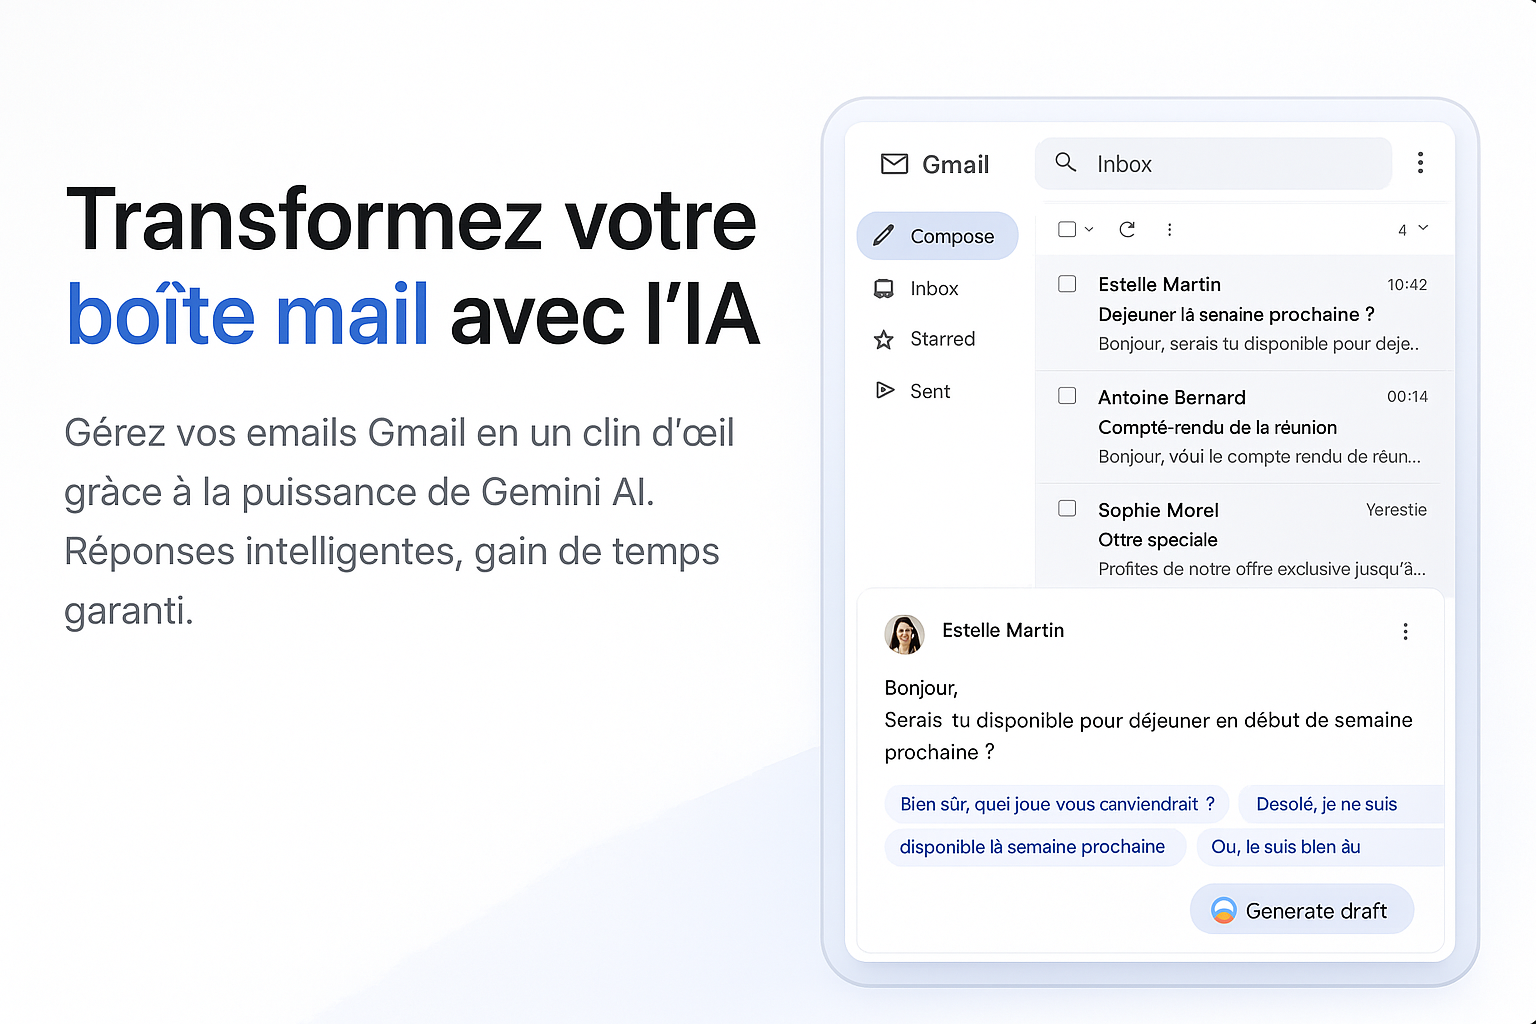 Transformez votre
boîte mail avec l’IA
Gérez vos emails Gmail en un clin d’œil
gràce à la puissance de Gemini AI.
Réponses intelligentes, gain de temps
garanti.
Gmail
Inbox
Compose
Inbox
Starred
Sent
4
Estelle Martin 10:42
Dejeuner lâ senaine prochaine ?
Bonjour, serais tu disponible pour deje..
Antoine Bernard 00:14
Compté-rendu de la réunion
Bonjour, vóui le compte rendu de rêun...
Sophie Morel Yerestie
Ottre speciale
Profites de notre offre exclusive jusqu’â...
Estelle Martin
Bonjour,
Serais tu disponible pour déjeuner en début de semaine
prochaine ?
Bien sûr, quei joue vous canviendrait ? Desolé, je ne suis
disponible là semaine prochaine Ou, le suis blen àu
Generate draft